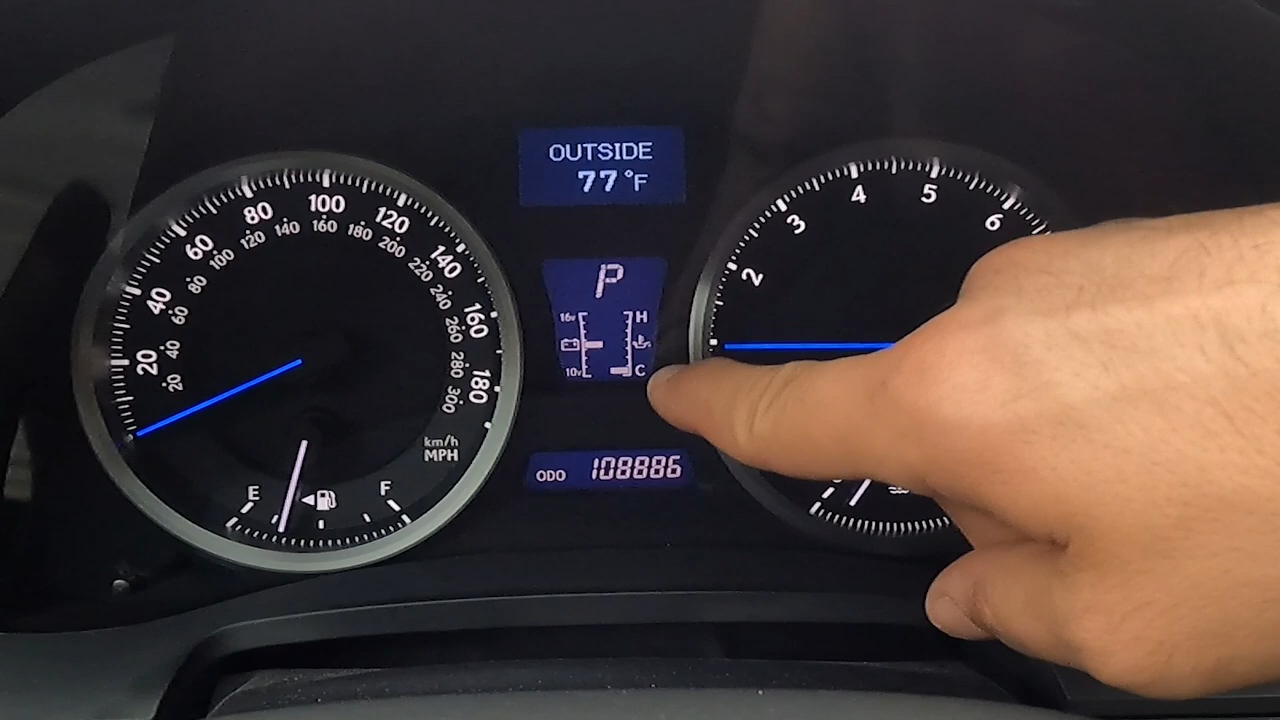 OUTSIDE
77°F
P
16v H
10v C
ODO 108886
20 40 60 80 100 120 140 160 180
20 40 60 80 100 120 140 160 180 200 220 240 260 280 300
km/h
MPH
E F
2 3 4 5 6